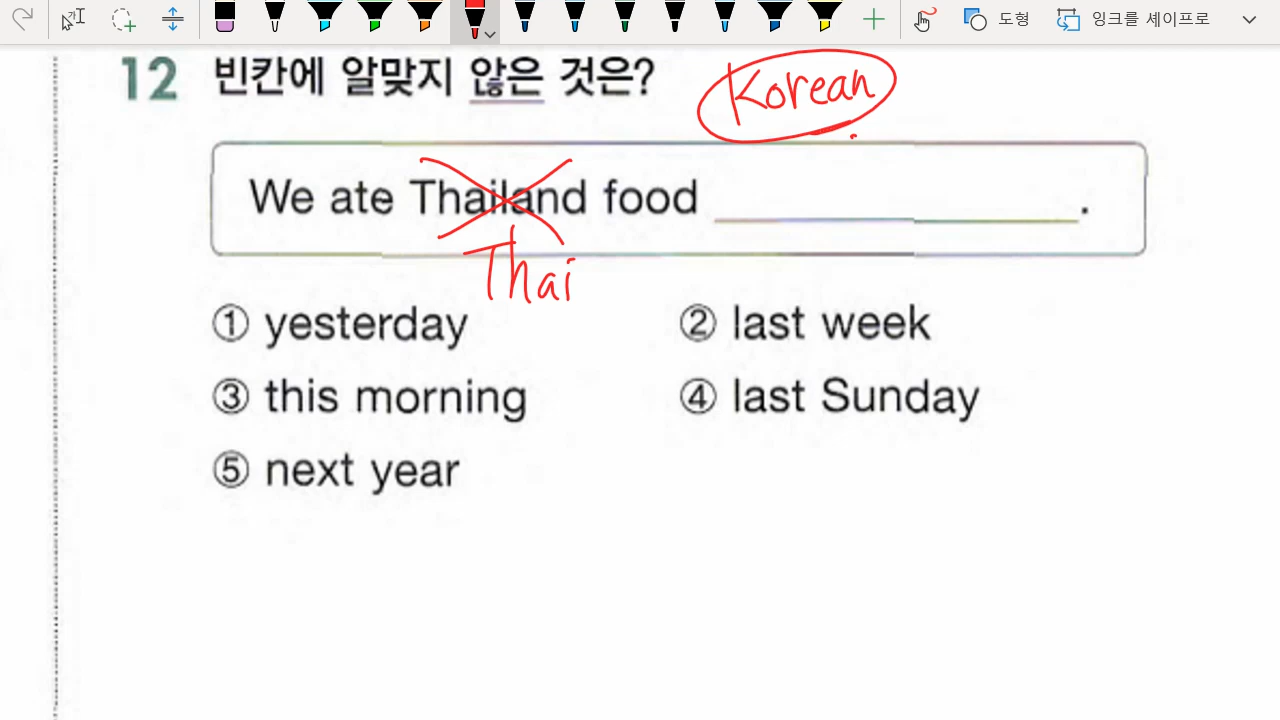 도형 잉크를 셰이프로
12 빈칸에 알맞지 않은 것은?
Korean
We ate Thailand food ____________.
Thai
① yesterday ② last week
③ this morning ④ last Sunday
⑤ next year